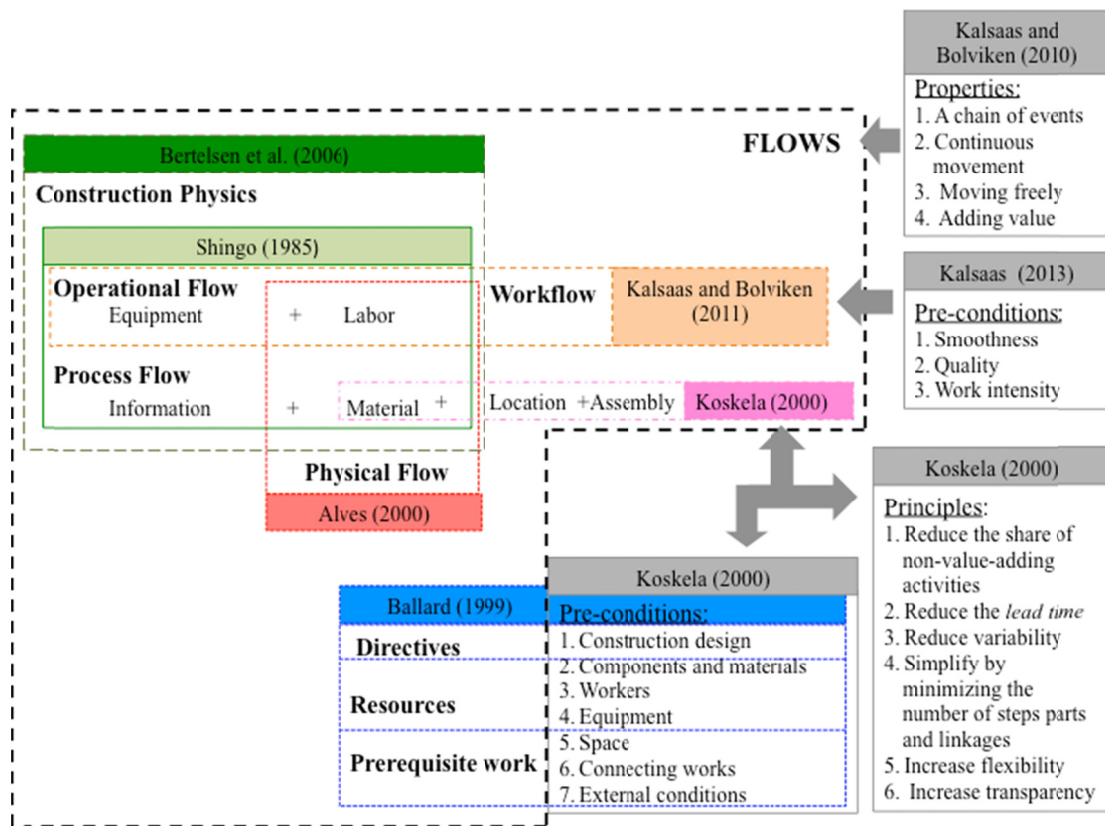 Kalsaas and
Bolviken (2010)
Properties:
1. A chain of events
2. Continuous
movement
3. Moving freely
4. Adding value
FLOWS
Bertelsen et al. (2006)
Construction Physics
Shingo (1985)
Operational Flow
Equipment + Labor
Workflow
Kalsaas and Bolviken
(2011)
Kalsaas (2013)
Pre-conditions:
1. Smoothness
2. Quality
3. Work intensity
Process Flow
Information + Material + Location +Assembly
Koskela (2000)
Physical Flow
Alves (2000)
Koskela (2000)
Principles:
1. Reduce the share of
non-value-adding
activities
2. Reduce the lead time
3. Reduce variability
4. Simplify by
minimizing the
number of steps parts
and linkages
5. Increase flexibility
6. Increase transparency
Ballard (1999)
Directives
Resources
Prerequisite work
Koskela (2000)
Pre-conditions:
1. Construction design
2. Components and materials
3. Workers
4. Equipment
5. Space
6. Connecting works
7. External conditions